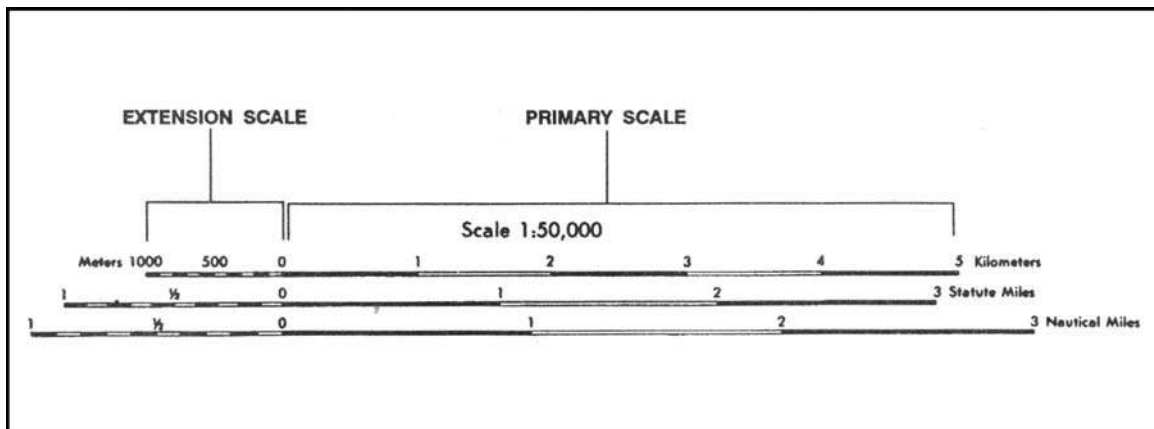 EXTENSION SCALE PRIMARY SCALE
Scale 1:50,000
Meters 1000 500 0 1 2 3 4 5 Kilometers
1 ½ 0 1 2 3 Statute Miles
1 ½ 0 1 2 3 Nautical Miles